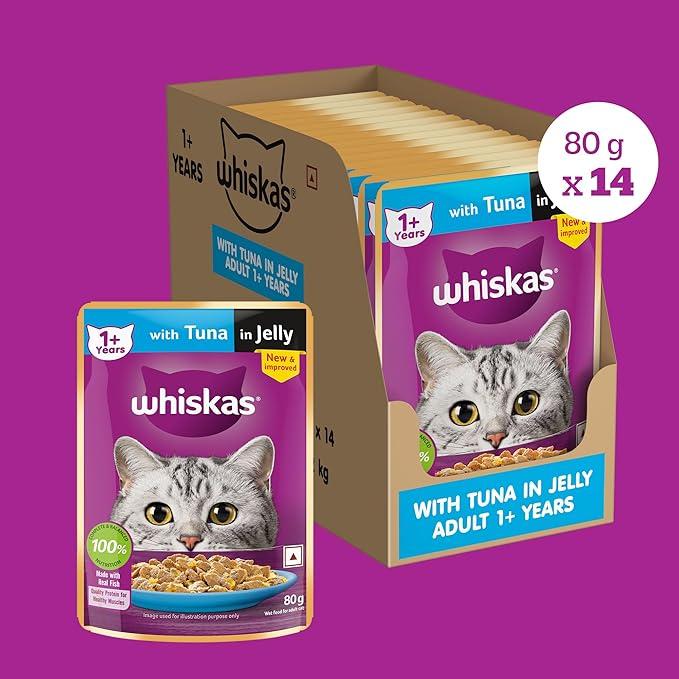 80 g
x 14
1+
YEARS
whiskas®
WITH TUNA IN JELLY
ADULT 1+ YEARS
x 14
kg
1+
Years
with Tuna in J
New &
improved
whiskas®
%
WITH TUNA IN JELLY
ADULT 1+ YEARS
1+
Years
with Tuna in Jelly
New &
improved
whiskas®
COMPLETE & BALANCED
100%
NUTRITION
Made with
Real Fish
Quality Protein for
Healthy Muscles
80g
Wet food for adult cats
Image used for illustration purpose only